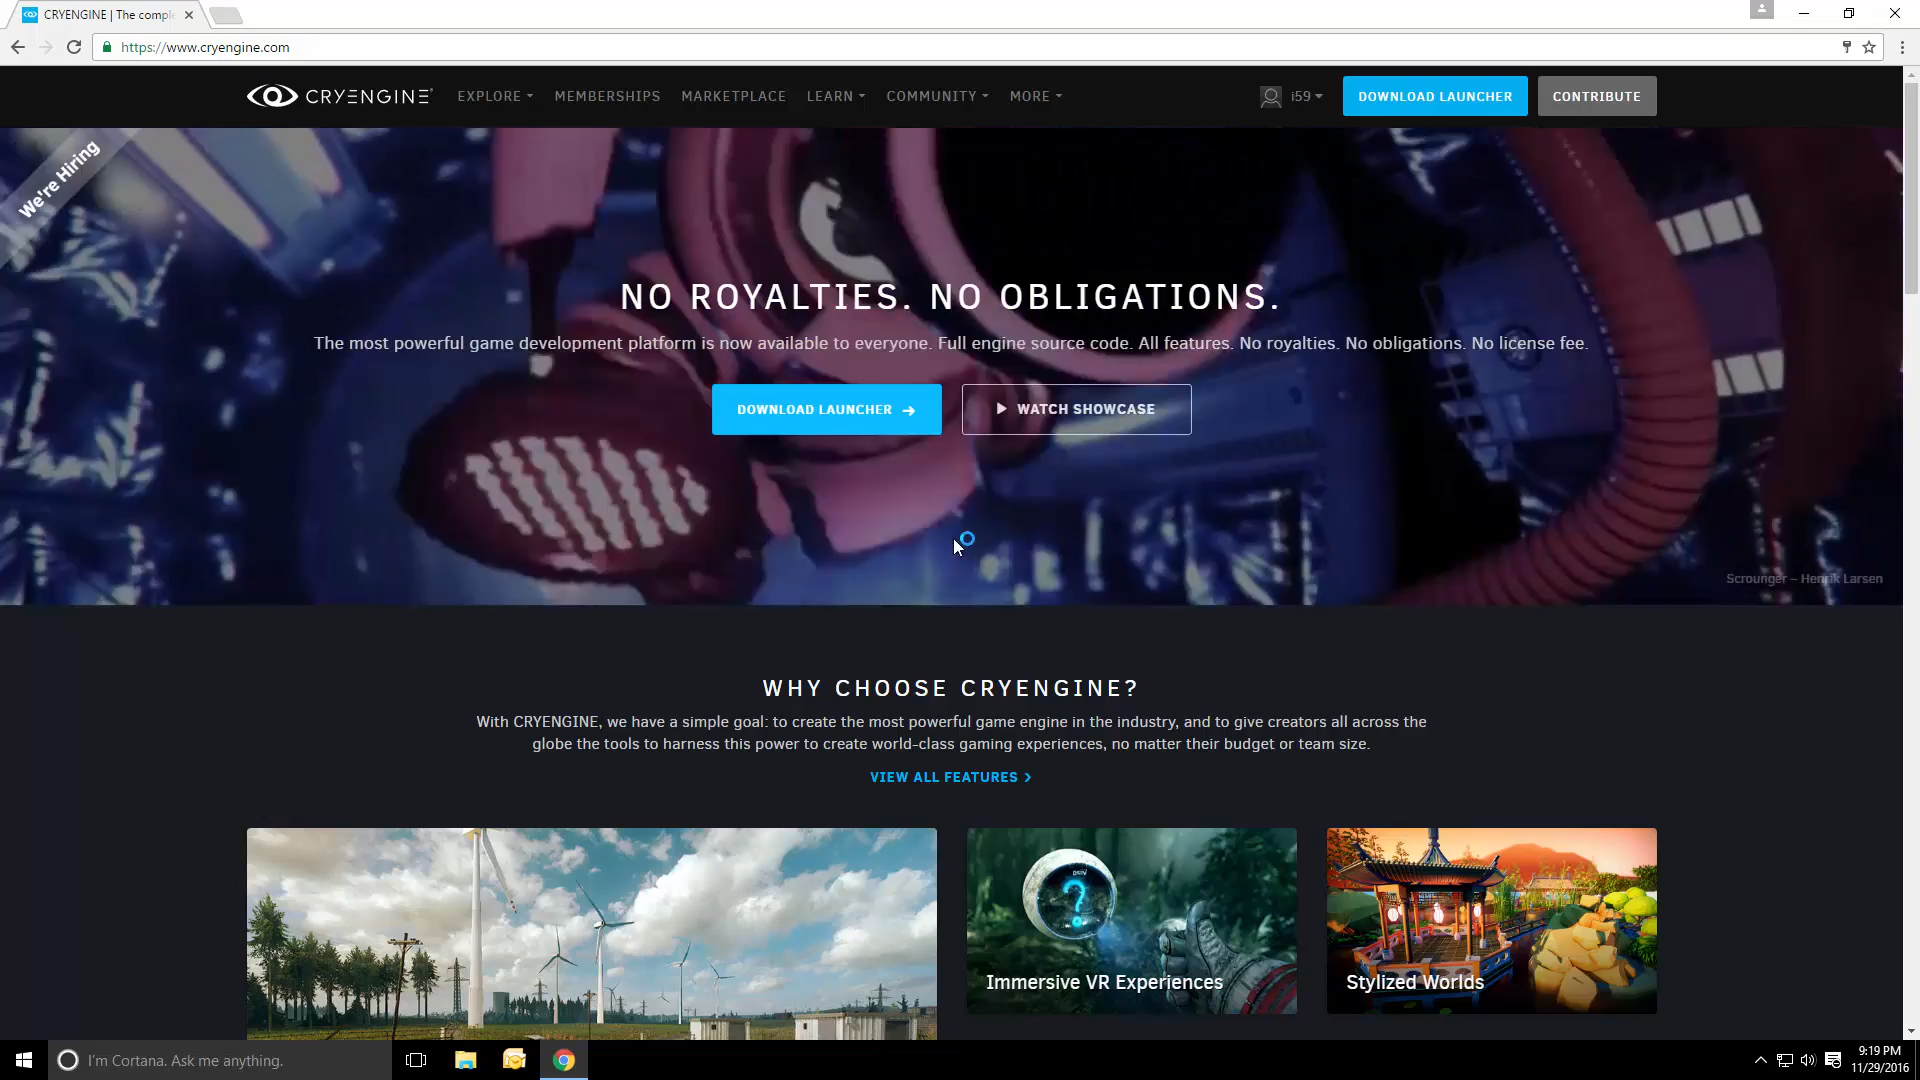 CRYENGINE | The comple
https://www.cryengine.com
CRYENGINE
EXPLORE
MEMBERSHIPS
MARKETPLACE
LEARN
COMMUNITY
MORE
i59
DOWNLOAD LAUNCHER
CONTRIBUTE
We're Hiring
NO ROYALTIES. NO OBLIGATIONS.
The most powerful game development platform is now available to everyone. Full engine source code. All features. No royalties. No obligations. No license fee.
DOWNLOAD LAUNCHER
WATCH SHOWCASE
Scrounger – Henrik Larsen
WHY CHOOSE CRYENGINE?
With CRYENGINE, we have a simple goal: to create the most powerful game engine in the industry, and to give creators all across the
globe the tools to harness this power to create world-class gaming experiences, no matter their budget or team size.
VIEW ALL FEATURES
?
Immersive VR Experiences
Stylized Worlds
I'm Cortana. Ask me anything.
9:19 PM
11/29/2016